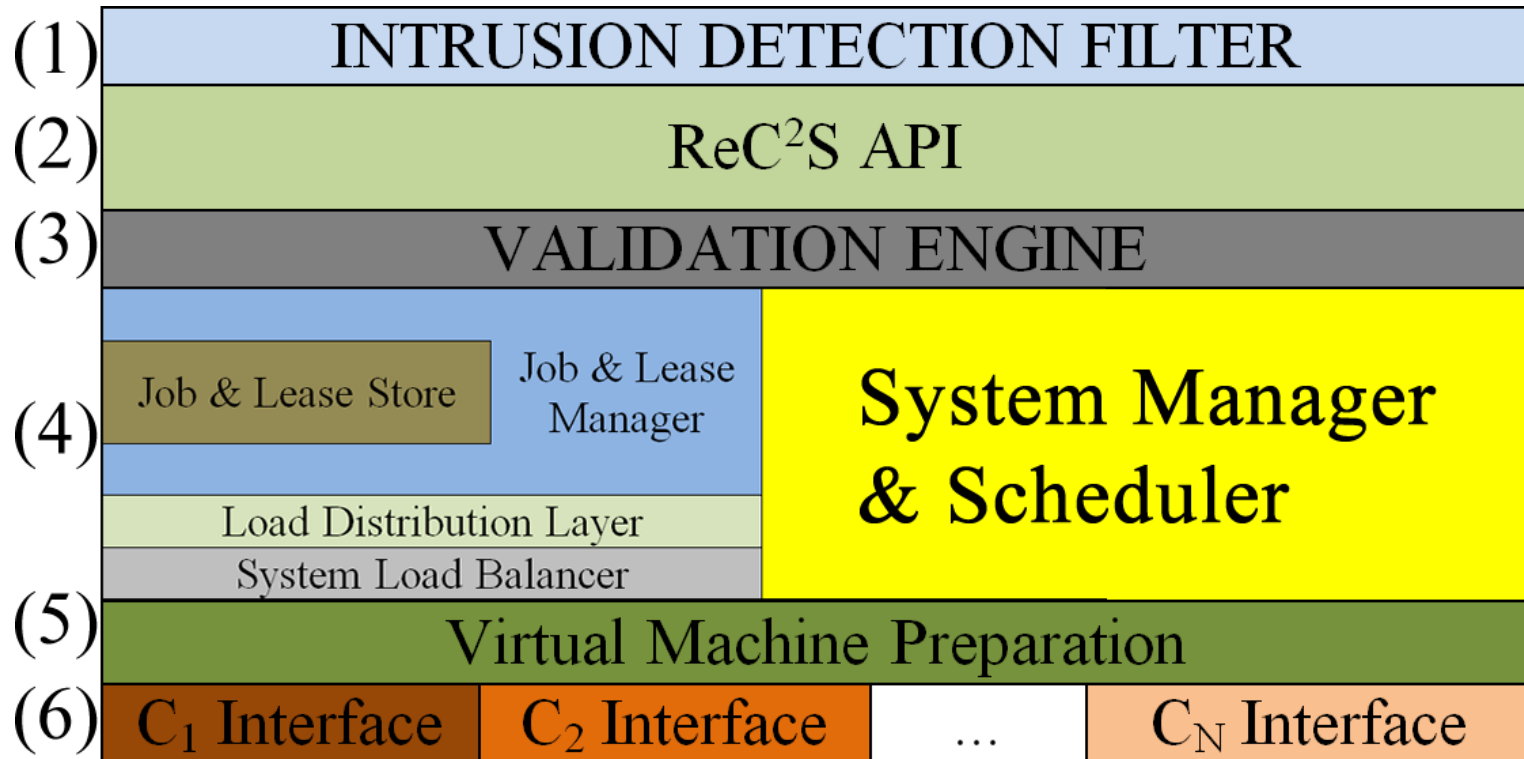 (1) INTRUSION DETECTION FILTER
(2) ReC²S API
(3) VALIDATION ENGINE
(4)
Job & Lease Store
Job & Lease
Manager
Load Distribution Layer
System Load Balancer
System Manager
& Scheduler
(5) Virtual Machine Preparation
(6) C₁ Interface C₂ Interface ... C_N Interface